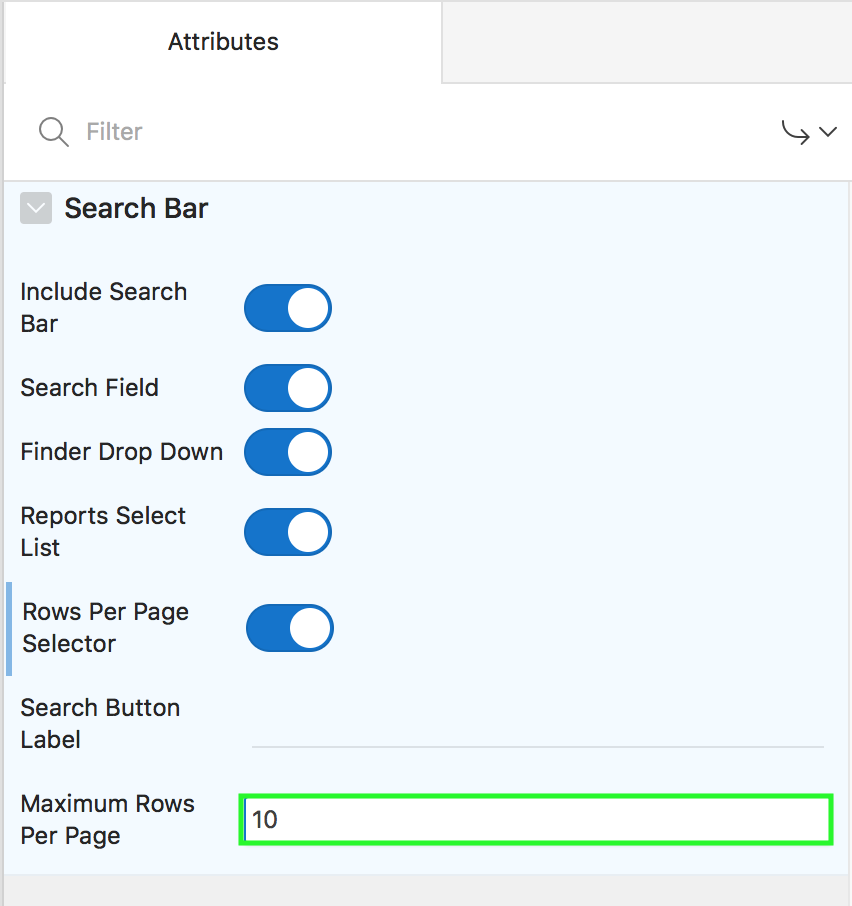 Attributes
Filter
Search Bar
Include Search
Bar
Search Field
Finder Drop Down
Reports Select
List
Rows Per Page
Selector
Search Button
Label
Maximum Rows
Per Page
10